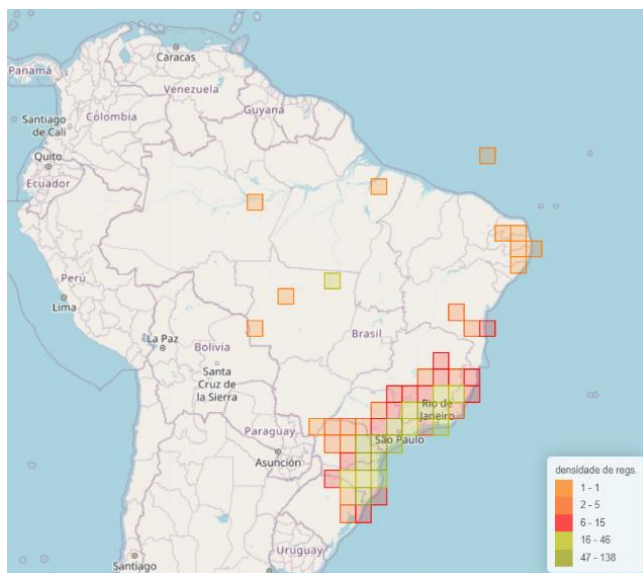 Caracas
Panamá
Venezuela
Guyana
Colombia
Santiago
de Cali
Quito
Ecuador
Perú
Lima
Brasil
La Paz
Bolivia
Santa
Cruz de
la Sierra
Rio de
Janeiro
Paraguay
São Paulo
Asunción
Uruguay
Santiago
densidade de regs.
1 - 1
2 - 5
6 - 15
16 - 46
47 - 138